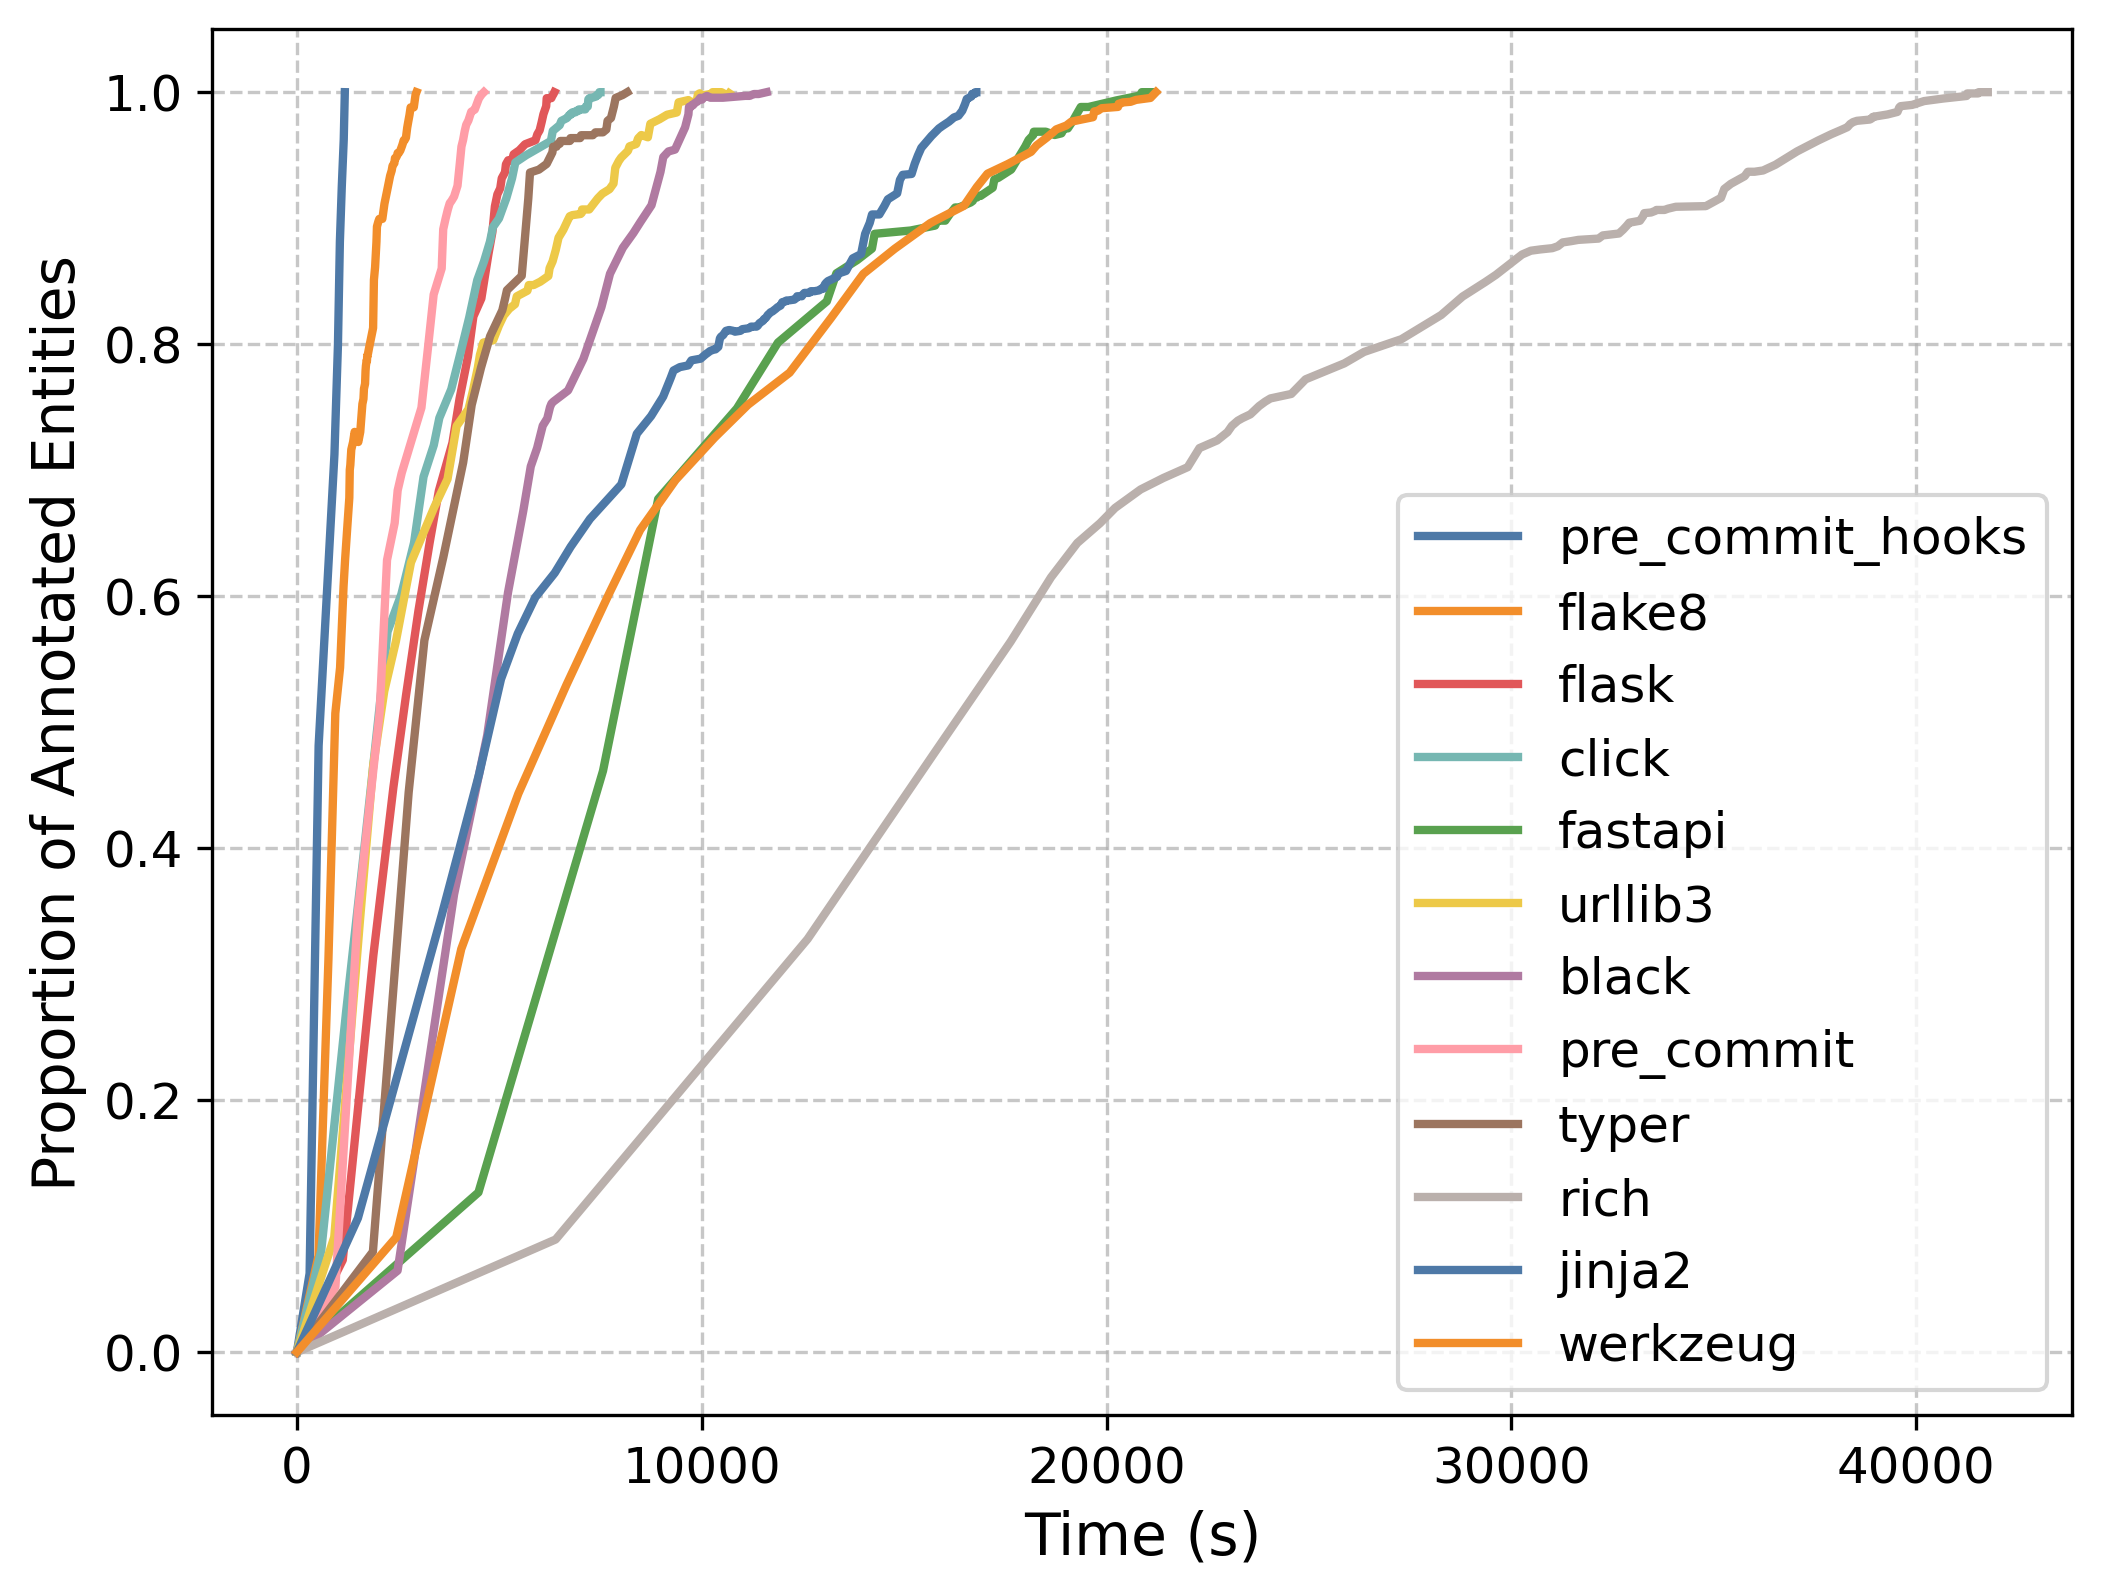 Proportion of Annotated Entities
1.0
0.8
0.6
0.4
0.2
0.0
0
10000
20000
30000
40000
Time (s)
pre_commit_hooks
flake8
flask
click
fastapi
urllib3
black
pre_commit
typer
rich
jinja2
werkzeug